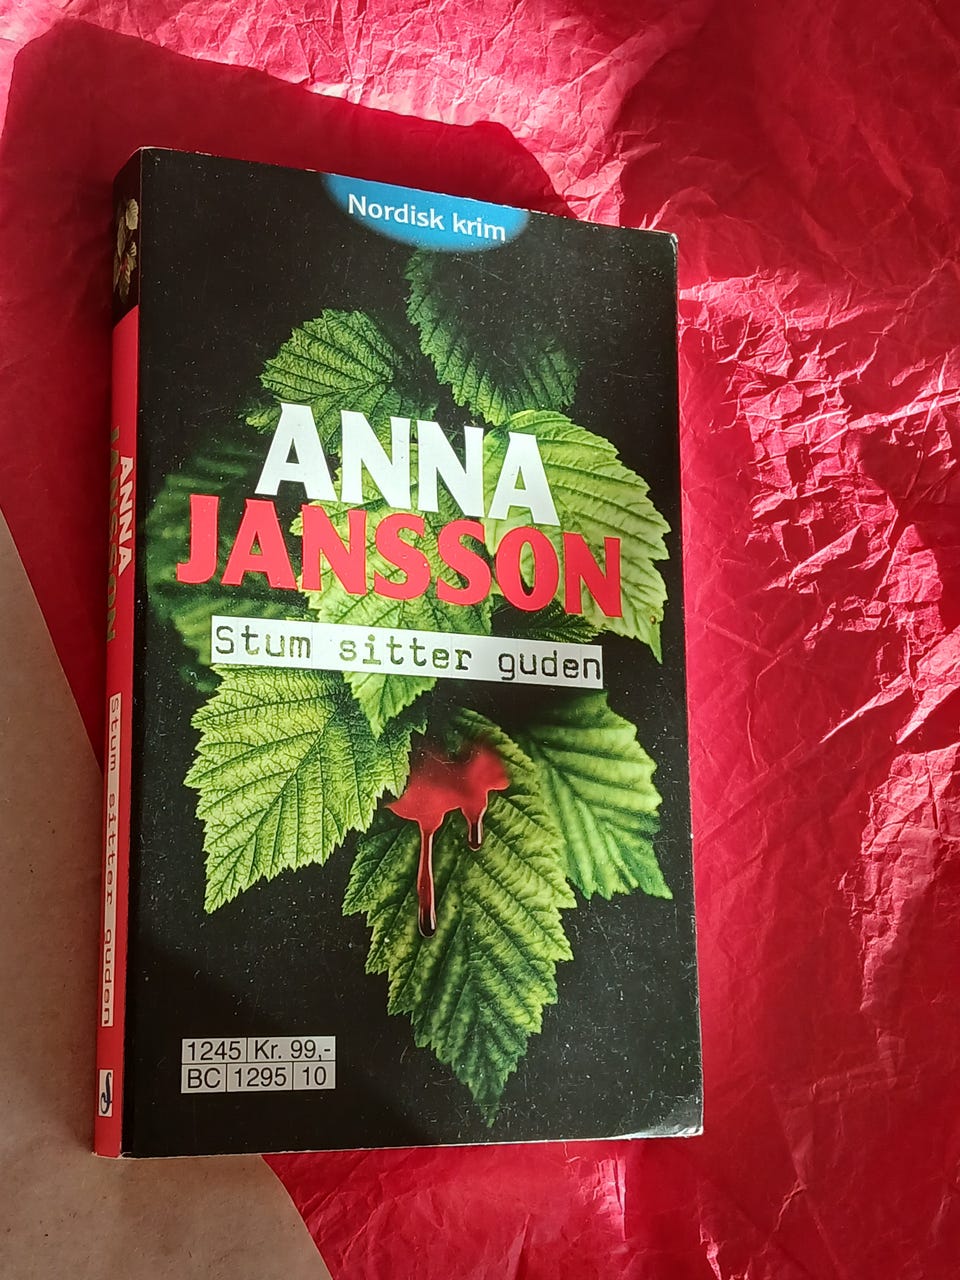 Nordisk krim
ANNA
JANSSON
Stum sitter guden
1245 Kr. 99,-
BC 1295 10
ANNA
JANSSON
Stum sitter guden